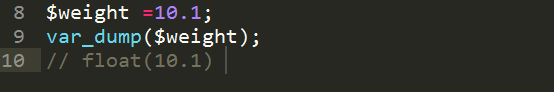 8 $weight =10.1;
9 var_dump($weight);
10 // float(10.1)